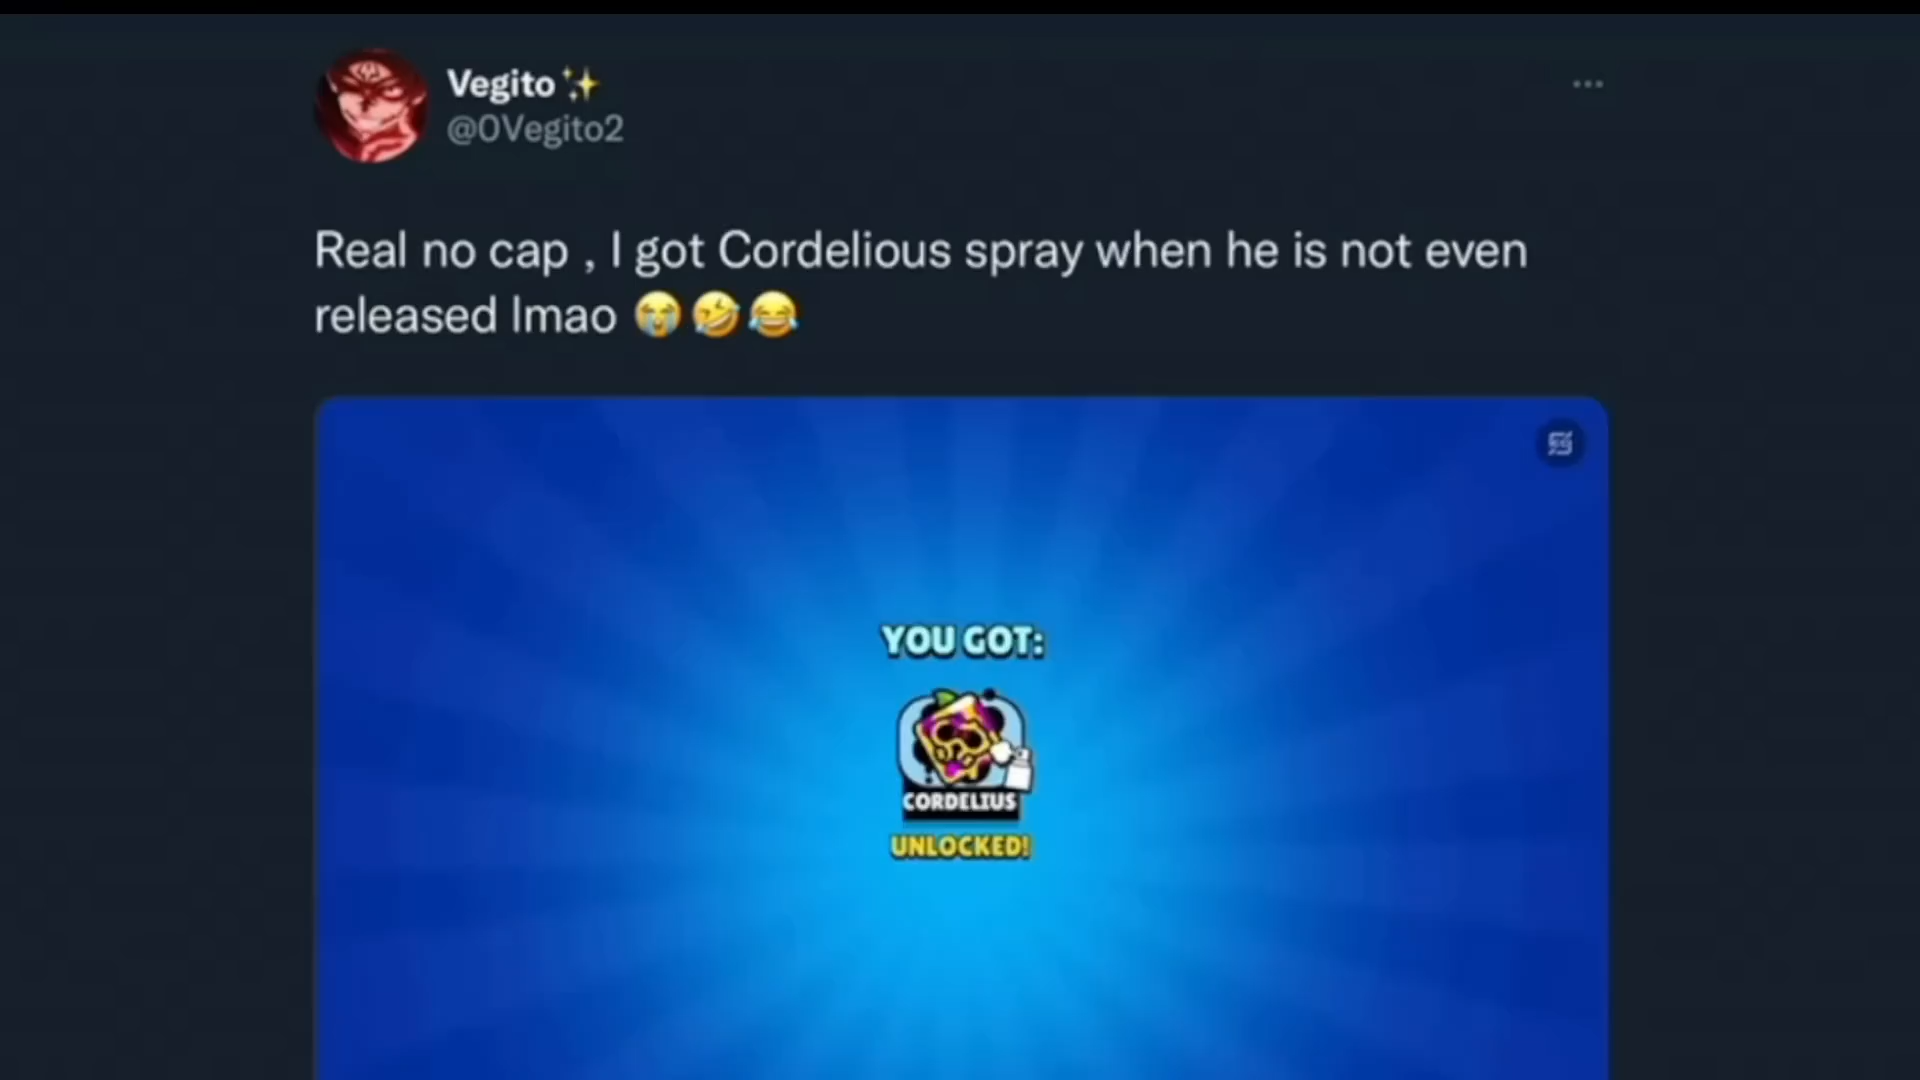 Vegito✨
@0Vegito2
Real no cap , I got Cordelious spray when he is not even
released lmao 😭🤣😂
YOU GOT:
CORDELIUS
UNLOCKED!